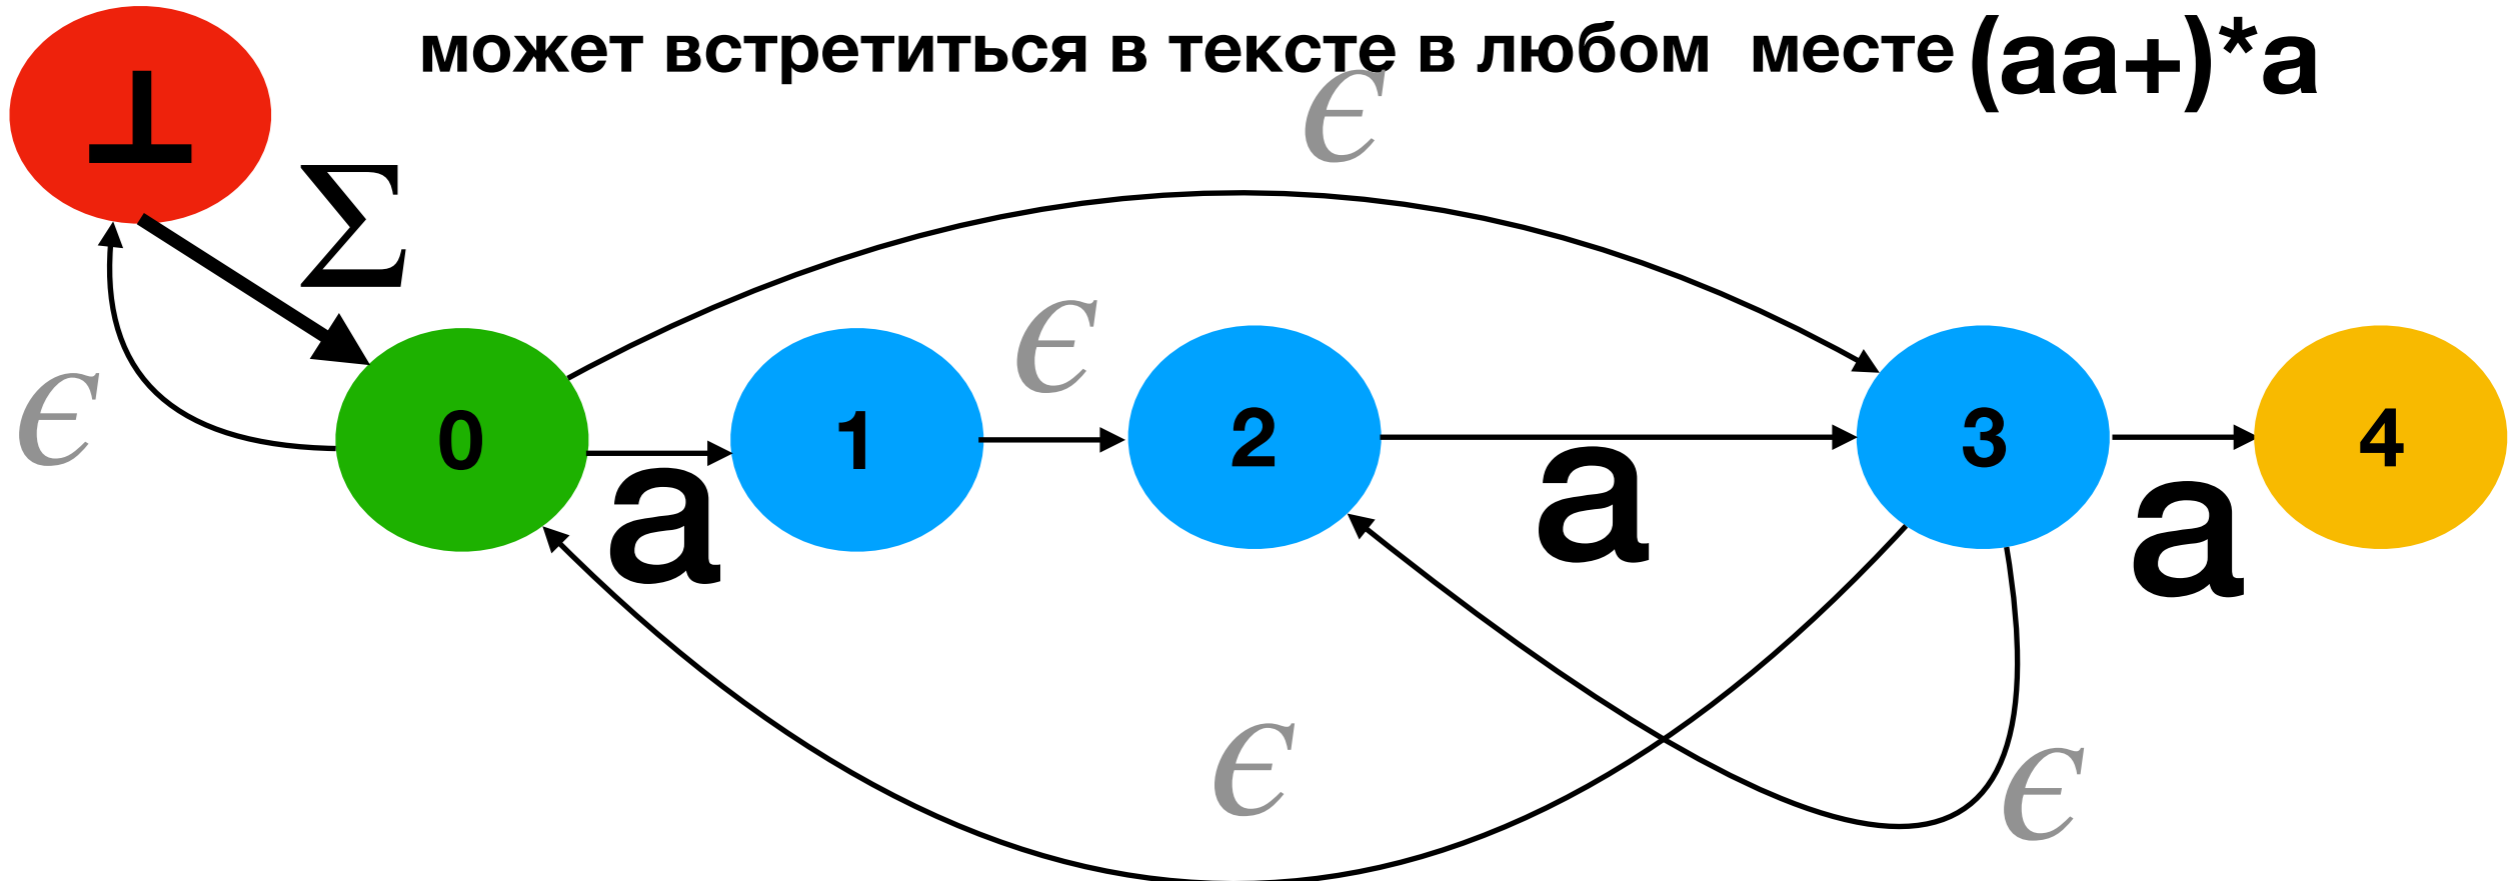 может встретиться в тексте в любом месте (aa+)*a
ϵ
⊥
Σ
ϵ
ϵ
0
1
2
3
4
a
a
a
ϵ
ϵ